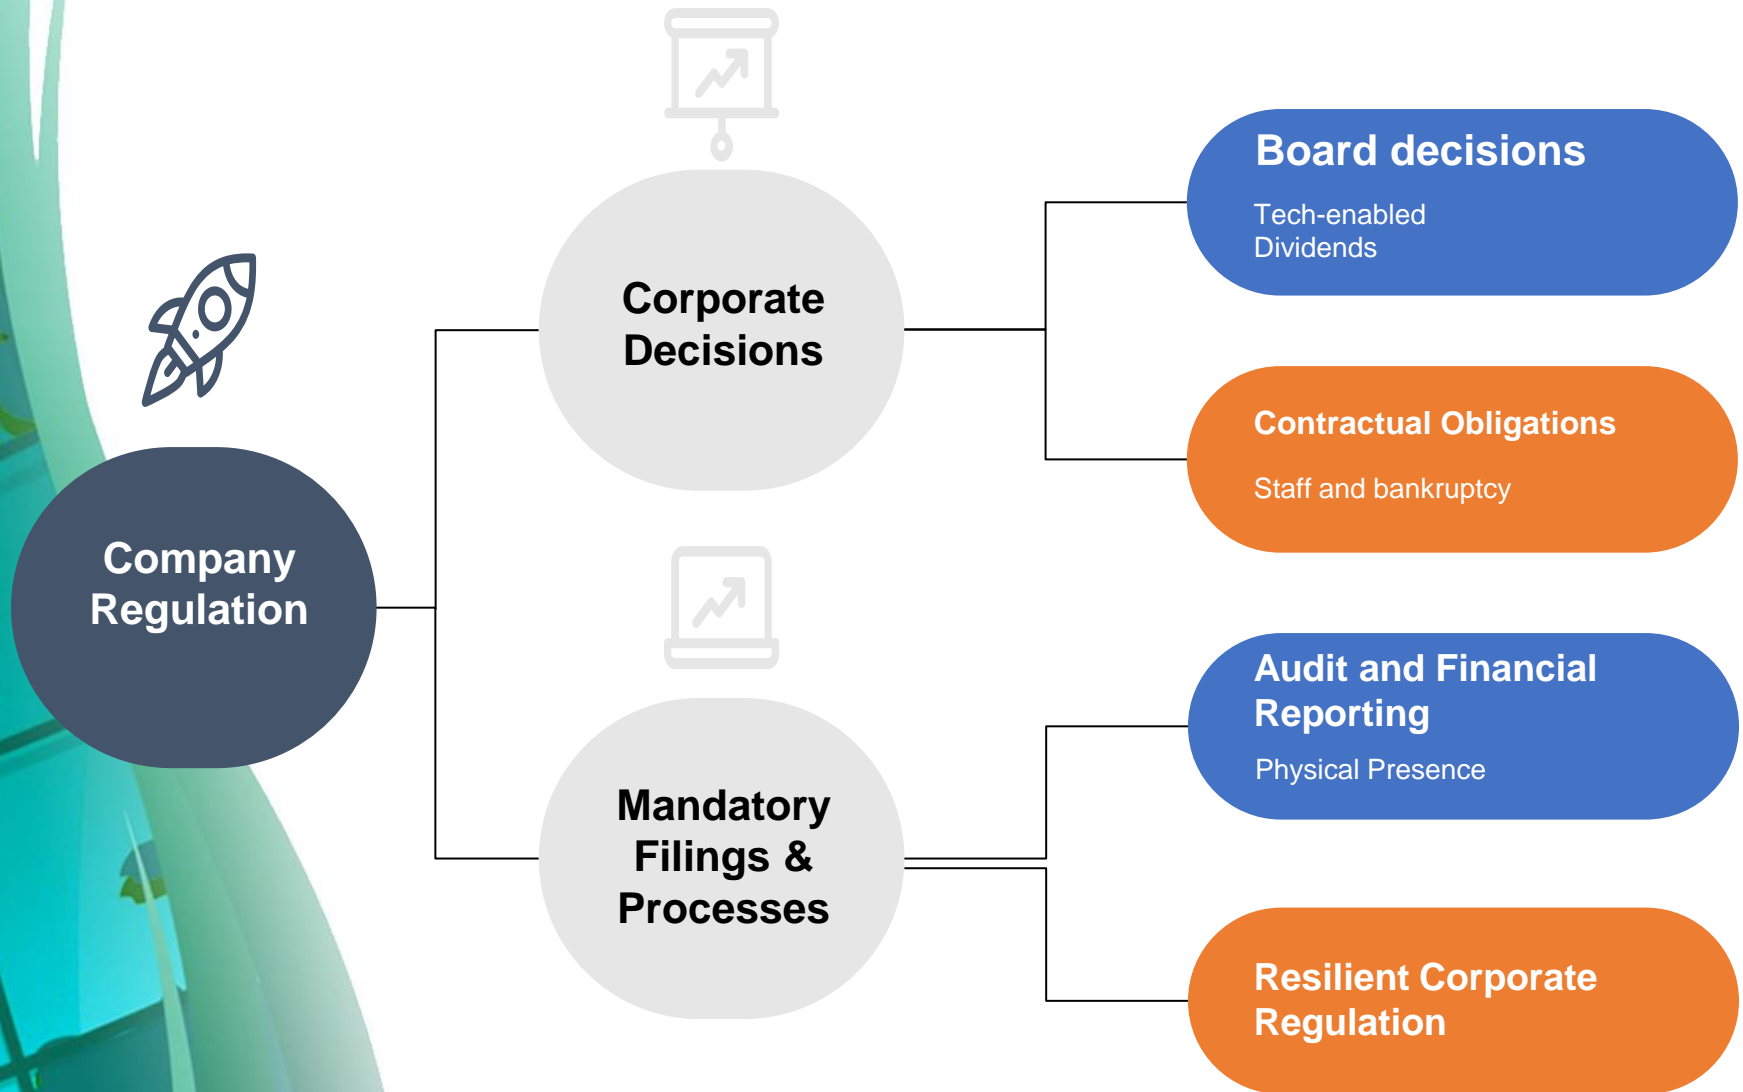 Company
Regulation
Corporate
Decisions
Board decisions
Tech-enabled
Dividends
Contractual Obligations
Staff and bankruptcy
Mandatory
Filings &
Processes
Audit and Financial
Reporting
Physical Presence
Resilient Corporate
Regulation